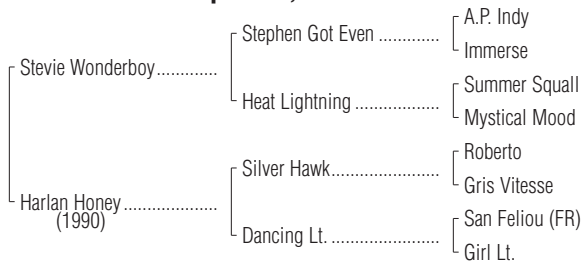 Stevie Wonderboy.............
Harlan Honey....................
(1990)
Stephen Got Even .............
Heat Lightning ..................
Silver Hawk.......................
Dancing Lt. .......................
A.P. Indy
Immerse
Summer Squall
Mystical Mood
Roberto
Gris Vitesse
San Feliou (FR)
Girl Lt.